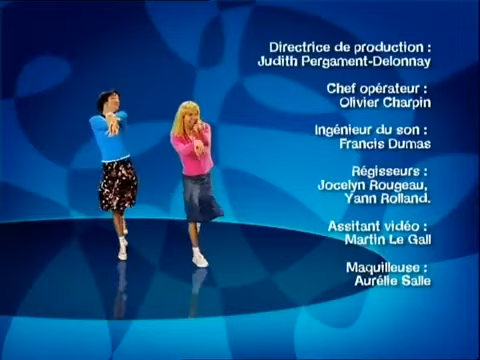 Directrice de production :
Judith Pergament-Delonnay
Chef opérateur :
Olivier Charpin
Ingénieur du son :
Francis Dumas
Régisseurs :
Jocelyn Rougeau,
Yann Rolland.
Assitant vidéo :
Martin Le Gall
Maquilleuse :
Aurélie Salle